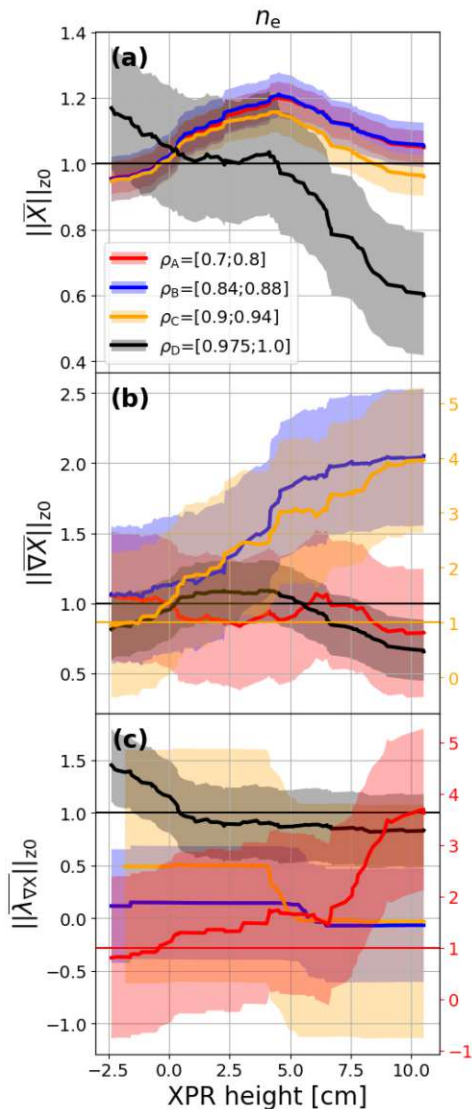 nₑ
(a)
1.4
1.2
1.0
0.8
0.6
0.4
||X̅||z0
ρA=[0.7;0.8]
ρB=[0.84;0.88]
ρC=[0.9;0.94]
ρD=[0.975;1.0]
(b)
2.5
2.0
1.5
1.0
0.5
||∇X̅||z0
5
4
3
2
1
0
(c)
1.5
1.0
0.5
0.0
−0.5
−1.0
||λ̅∇X||z0
5
4
3
2
1
0
−1
−2.5 0.0 2.5 5.0 7.5 10.0
XPR height [cm]